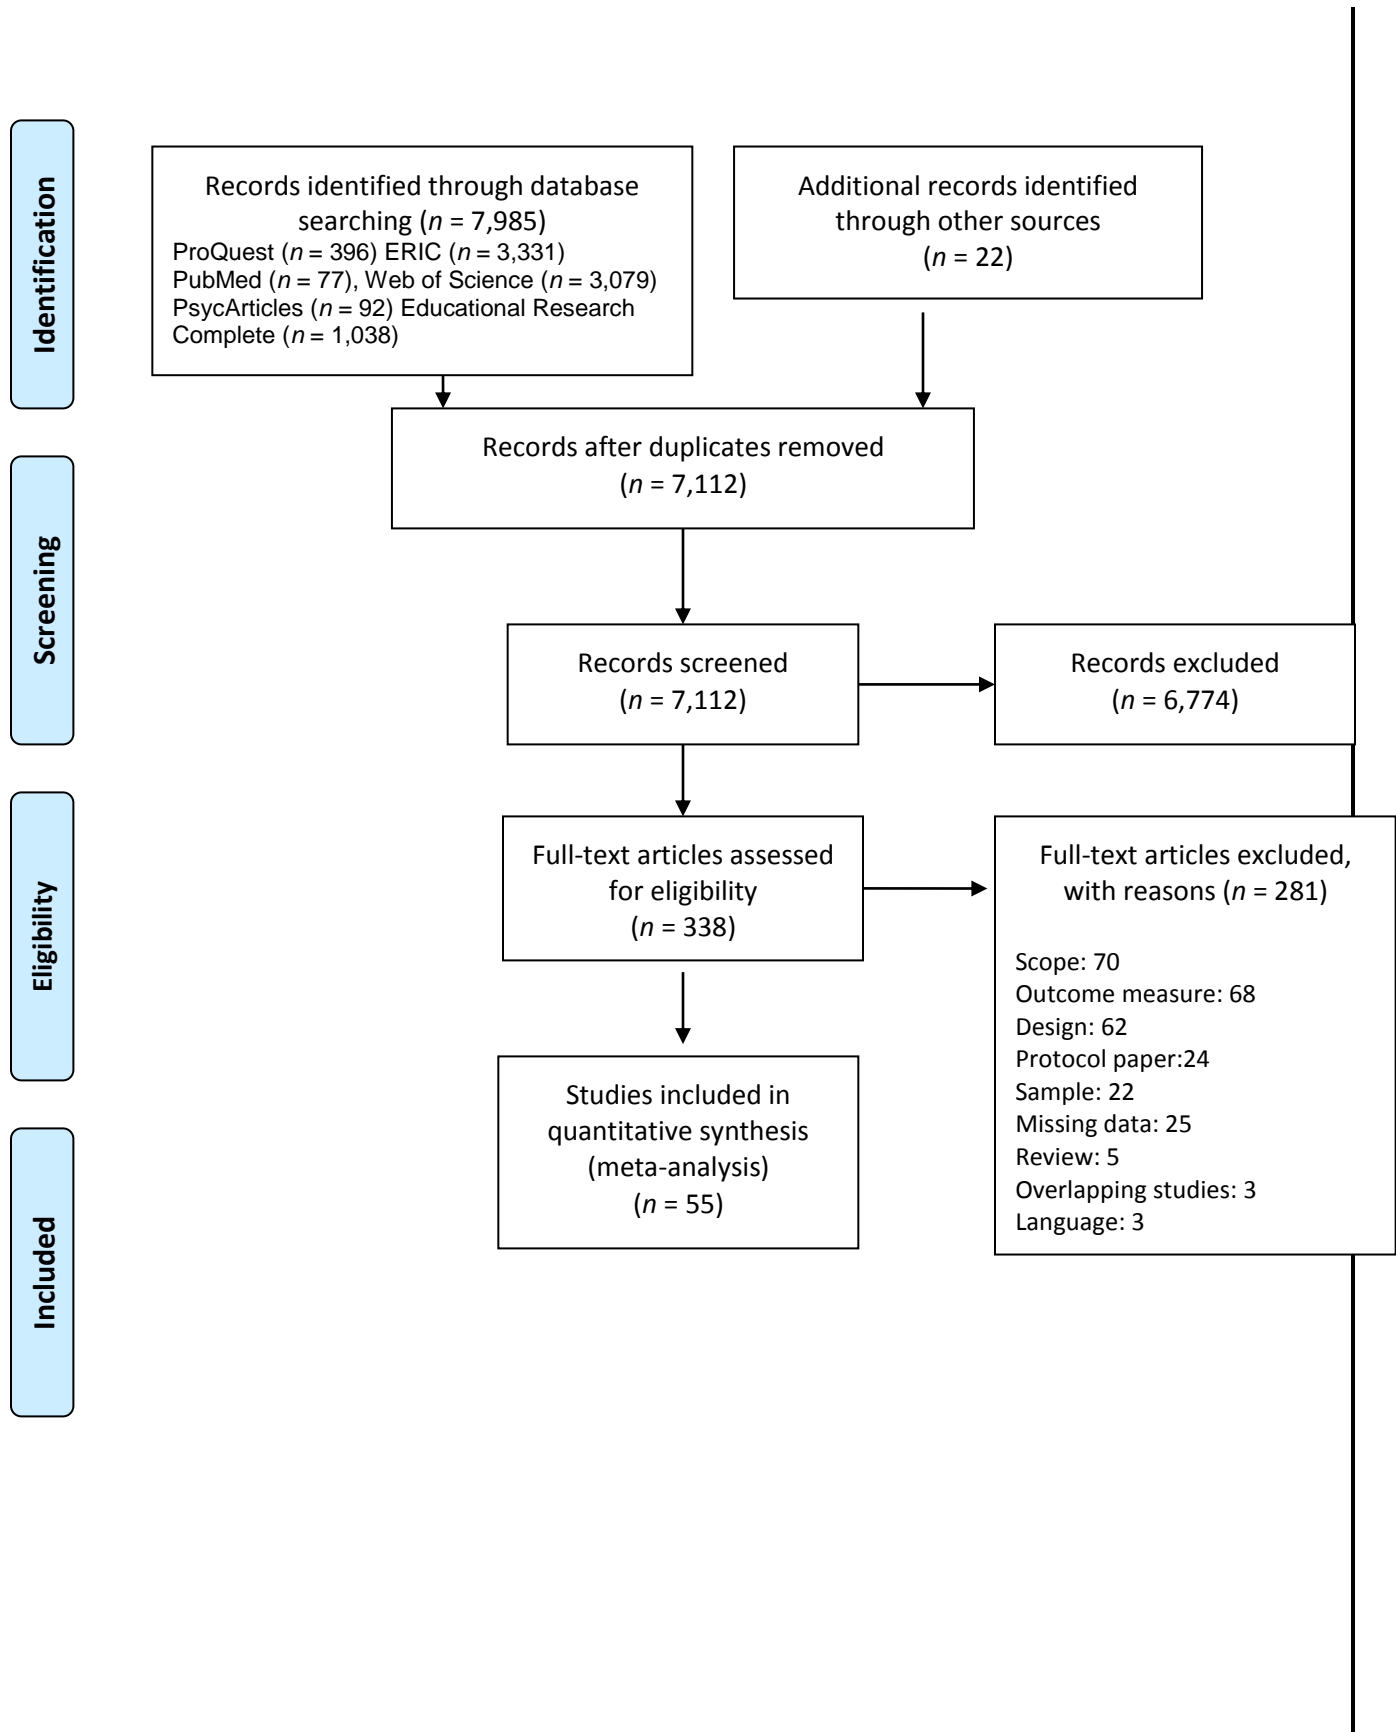 Identification
Records identified through database
searching (n = 7,985)
ProQuest (n = 396) ERIC (n = 3,331)
PubMed (n = 77), Web of Science (n = 3,079)
PsycArticles (n = 92) Educational Research
Complete (n = 1,038)
Additional records identified
through other sources
(n = 22)
Records after duplicates removed
(n = 7,112)
Screening
Records screened
(n = 7,112)
Records excluded
(n = 6,774)
Eligibility
Full-text articles assessed
for eligibility
(n = 338)
Full-text articles excluded,
with reasons (n = 281)
Scope: 70
Outcome measure: 68
Design: 62
Protocol paper:24
Sample: 22
Missing data: 25
Review: 5
Overlapping studies: 3
Language: 3
Included
Studies included in
quantitative synthesis
(meta-analysis)
(n = 55)